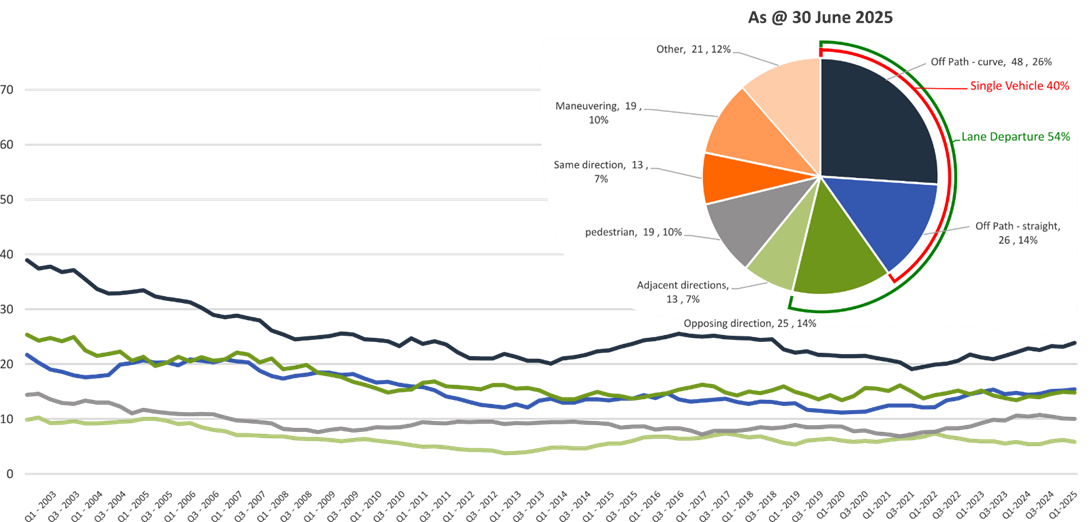 As @ 30 June 2025
Other, 21, 12%
Off Path - curve, 48, 26%
Single Vehicle 40%
Maneuvering, 19,
10%
Lane Departure 54%
Same direction, 13,
7%
Off Path - straight,
26, 14%
pedestrian, 19, 10%
Adjacent directions,
13, 7%
Opposing direction, 25, 14%
70
60
50
40
30
20
10
0
Q1 - 2003
Q3 - 2003
Q1 - 2004
Q3 - 2004
Q1 - 2005
Q3 - 2005
Q1 - 2006
Q3 - 2006
Q1 - 2007
Q3 - 2007
Q1 - 2008
Q3 - 2008
Q1 - 2009
Q3 - 2009
Q1 - 2010
Q3 - 2010
Q1 - 2011
Q3 - 2011
Q1 - 2012
Q3 - 2012
Q1 - 2013
Q3 - 2013
Q1 - 2014
Q3 - 2014
Q1 - 2015
Q3 - 2015
Q1 - 2016
Q3 - 2016
Q1 - 2017
Q3 - 2017
Q1 - 2018
Q3 - 2018
Q1 - 2019
Q3 - 2019
Q1 - 2020
Q3 - 2020
Q1 - 2021
Q3 - 2021
Q1 - 2022
Q3 - 2022
Q1 - 2023
Q3 - 2023
Q1 - 2024
Q3 - 2024
Q1 - 2025